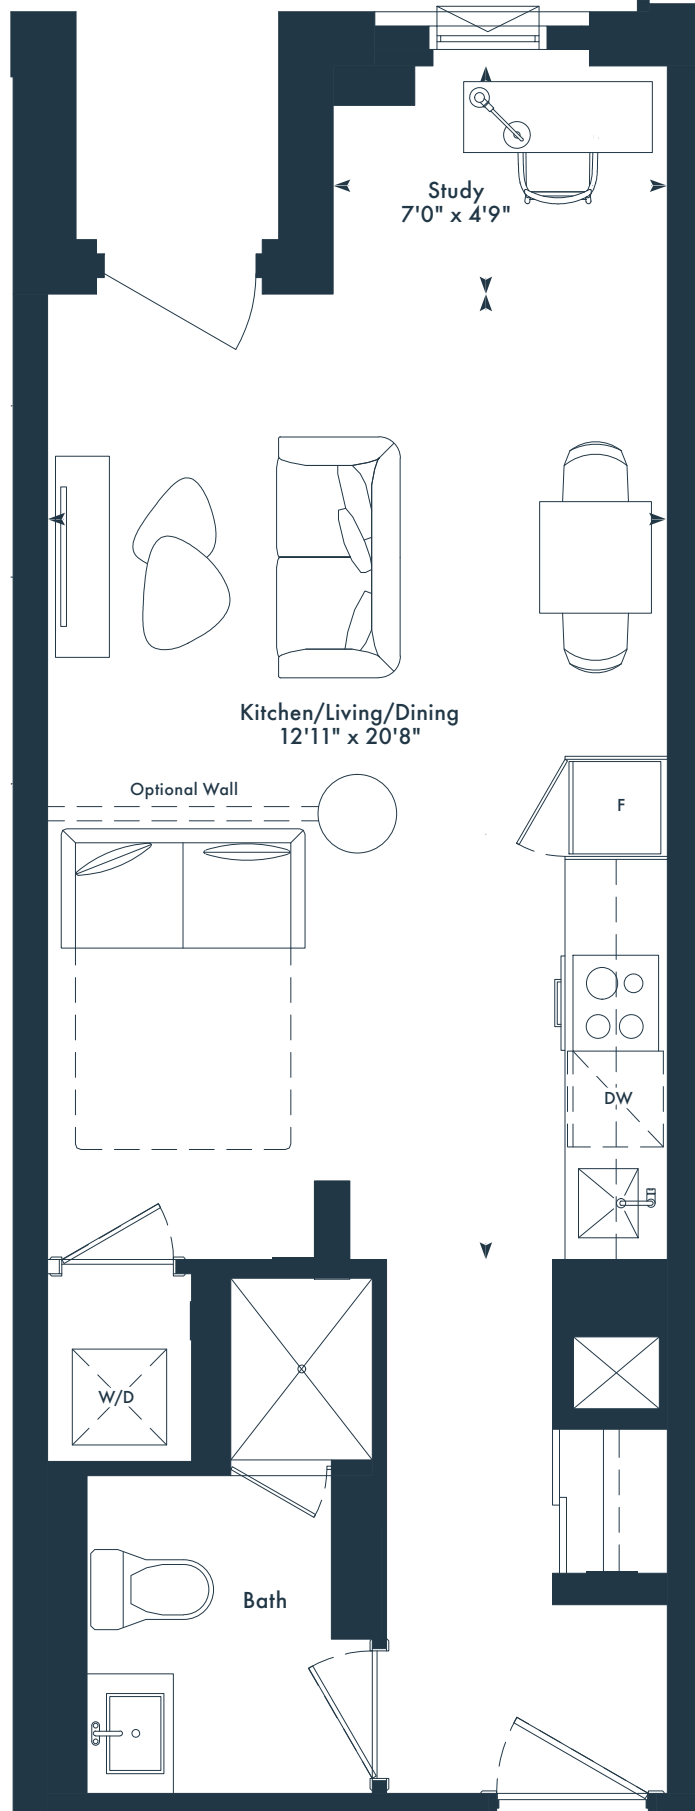 Study
7'0" x 4'9"
Kitchen/Living/Dining
12'11" x 20'8"
Optional Wall
F
DW
W/D
Bath